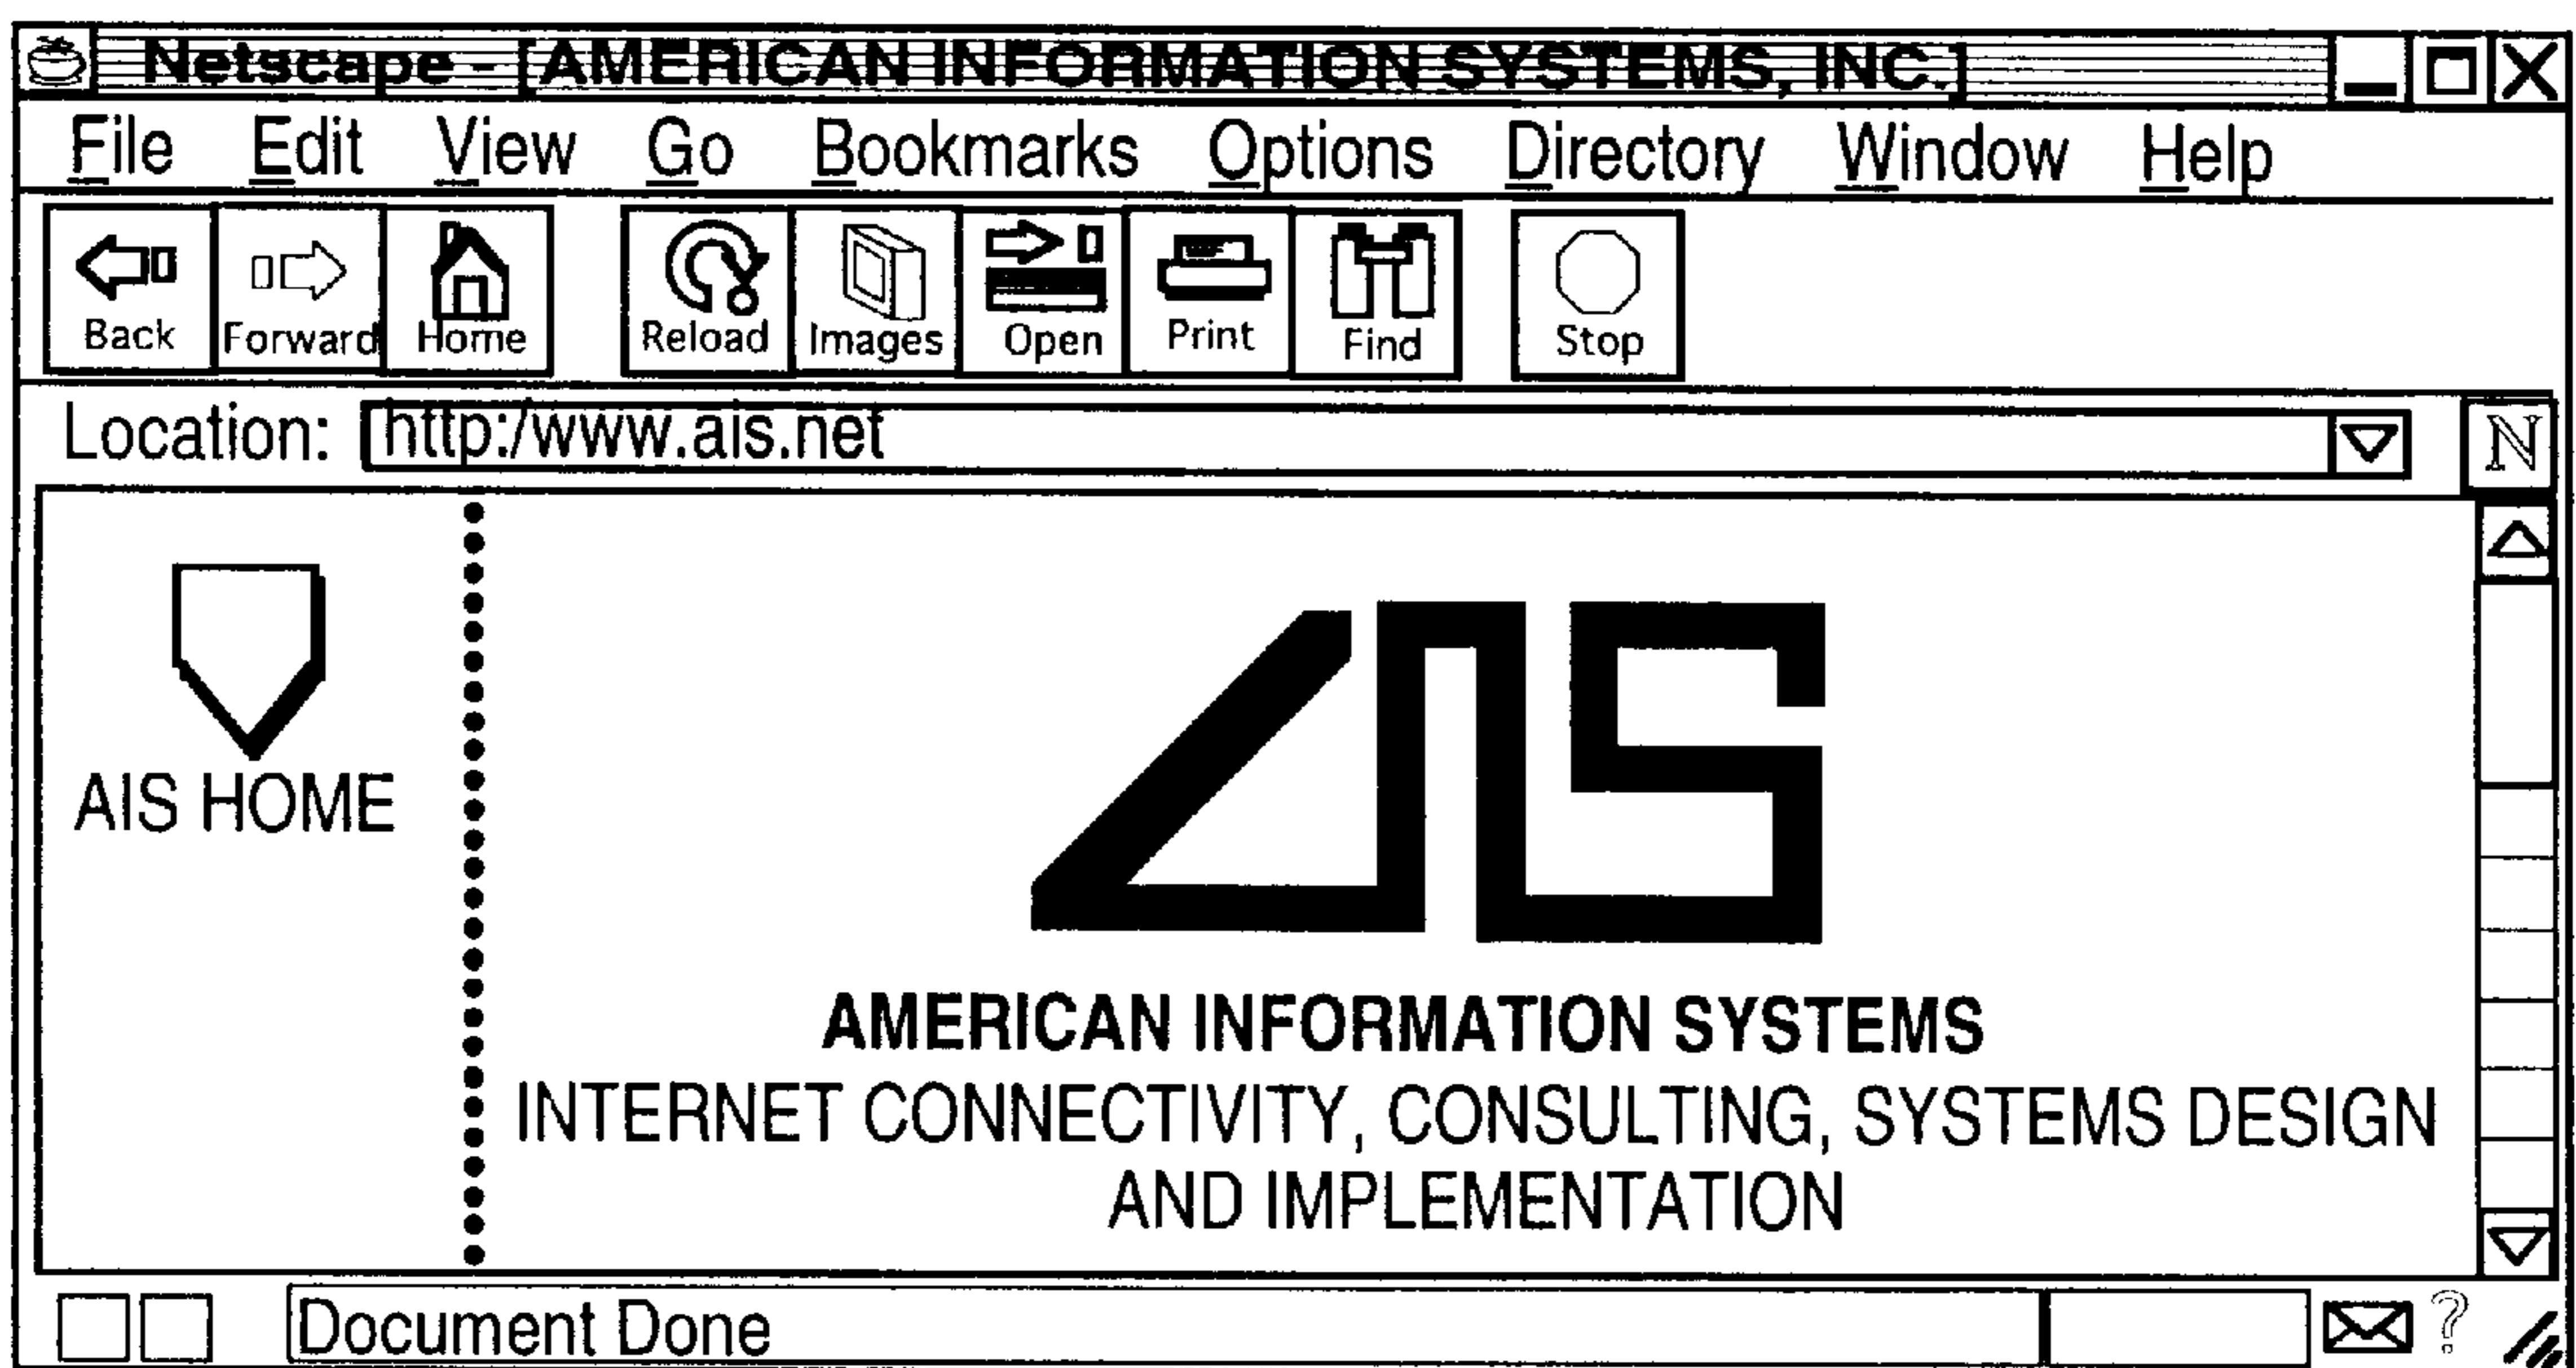 Netscape - [AMERICAN INFORMATION SYSTEMS, INC.]
File Edit View Go Bookmarks Options Directory Window Help
Back Forward Home Reload Images Open Print Find Stop
Location: http:/www.ais.net
N
AIS
AIS HOME
AMERICAN INFORMATION SYSTEMS
INTERNET CONNECTIVITY, CONSULTING, SYSTEMS DESIGN
AND IMPLEMENTATION
Document Done ?